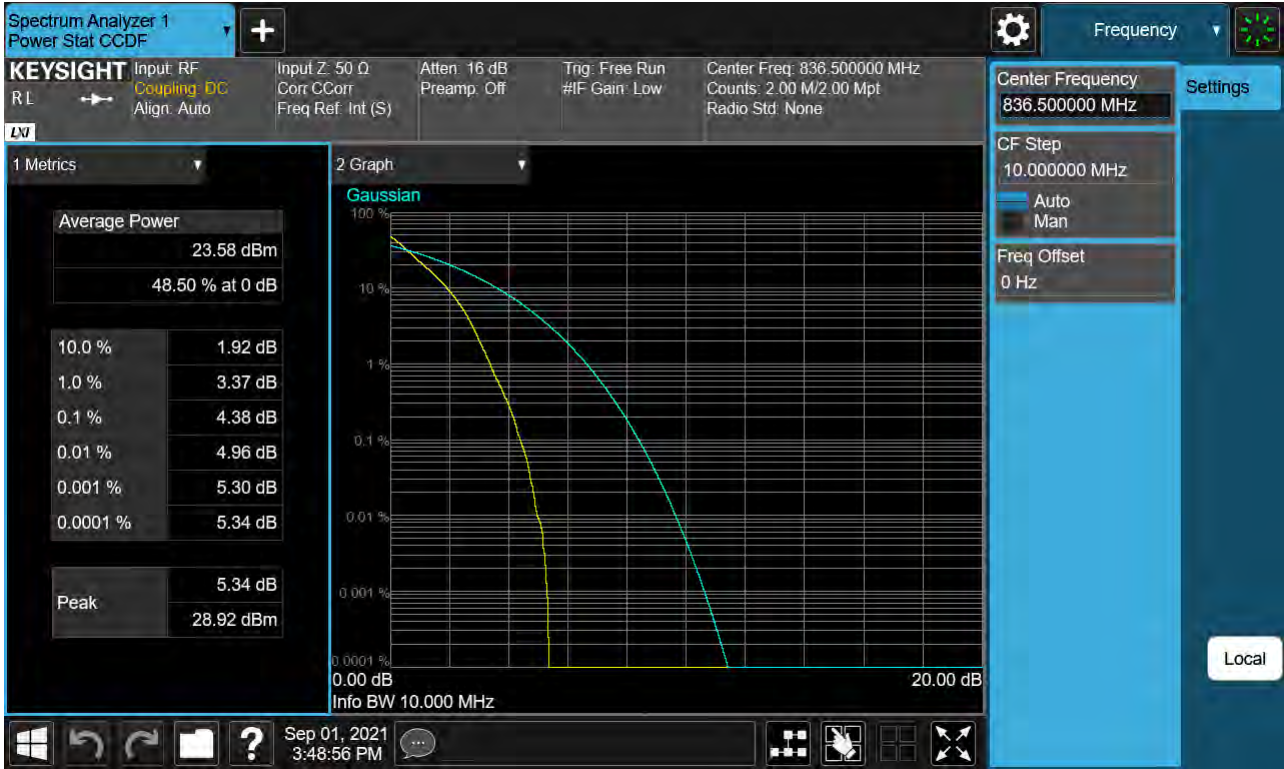 Spectrum Analyzer 1
Power Stat CCDF
Frequency
KEYSIGHT
RL
LXI
Input: RF
Coupling: DC
Align: Auto
Input Z: 50 Ω
Corr CCorr
Freq Ref: Int (S)
Atten: 16 dB
Preamp: Off
Trig: Free Run
#IF Gain: Low
Center Freq: 836.500000 MHz
Counts: 2.00 M/2.00 Mpt
Radio Std: None
Center Frequency
836.500000 MHz
Settings
CF Step
10.000000 MHz
Auto
Man
Freq Offset
0 Hz
1 Metrics
Average Power
23.58 dBm
48.50 % at 0 dB
10.0 % 1.92 dB
1.0 % 3.37 dB
0.1 % 4.38 dB
0.01 % 4.96 dB
0.001 % 5.30 dB
0.0001 % 5.34 dB
Peak
5.34 dB
28.92 dBm
2 Graph
Gaussian
100 %
10 %
1 %
0.1 %
0.01 %
0.001 %
0.0001 %
0.00 dB 20.00 dB
Info BW 10.000 MHz
Local
?
Sep 01, 2021
3:48:56 PM